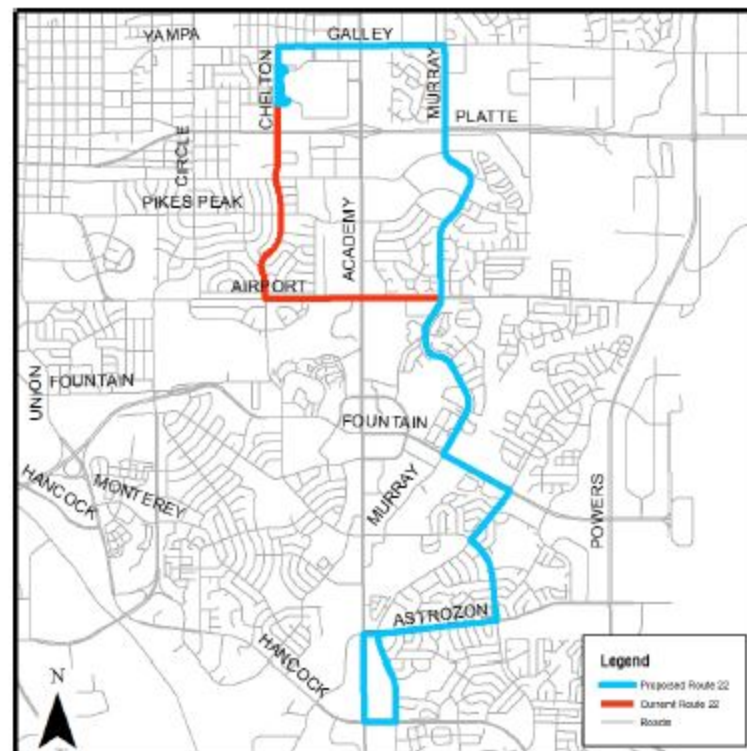 YAMPA
GALLEY
CHELTON
MURRAY
PLATTE
CIRCLE
PIKES PEAK
ACADEMY
AIRPORT
UNION
FOUNTAIN
FOUNTAIN
HANCOCK
MONTEREY
MURRAY
POWERS
ASTROZON
HANCOCK
N
Legend
Proposed Route 22
Current Route 22
Roads